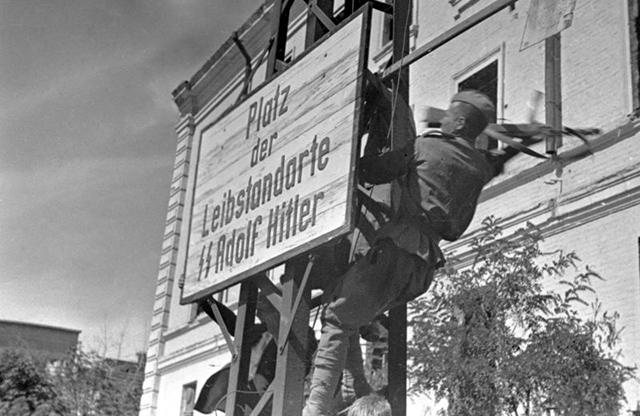 Platz
der
Leibstandarte
ᛋᛋ Adolf Hitler